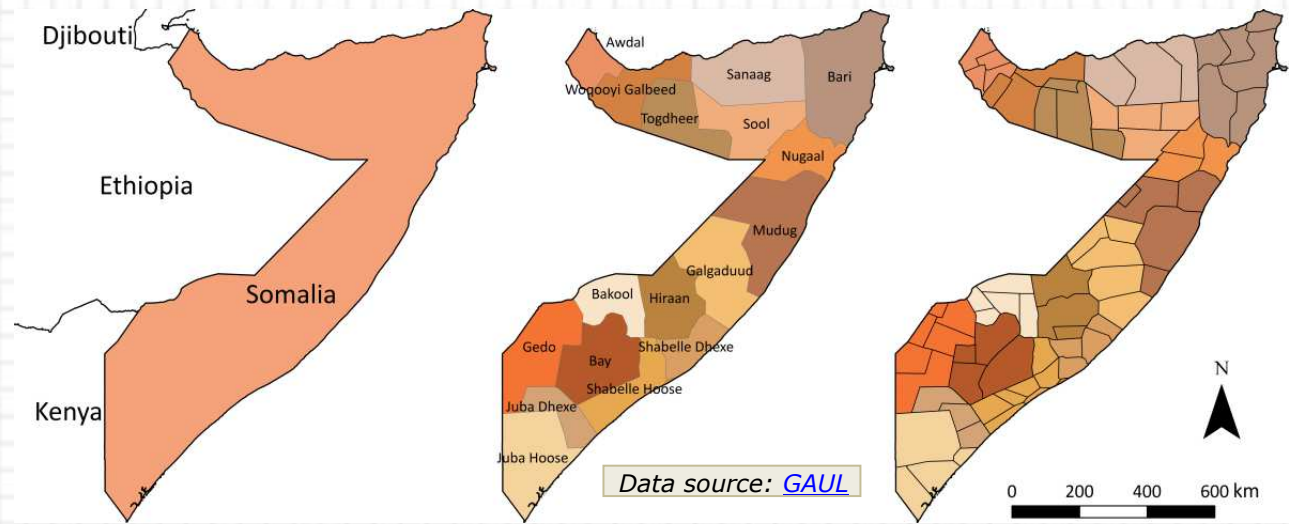 Djibouti
Ethiopia
Somalia
Kenya
Awdal
Woqooyi Galbeed
Togdheer
Sanaag
Bari
Sool
Nugaal
Mudug
Galgaduud
Hiraan
Bakool
Gedo
Bay
Shabelle Dhexe
Shabelle Hoose
Juba Dhexe
Juba Hoose
Data source: GAUL
N
0 200 400 600 km